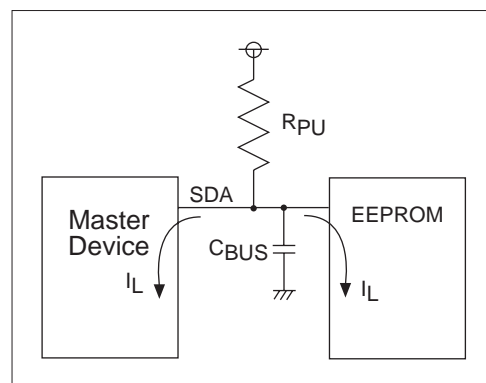 RPU
SDA
Master
Device
EEPROM
CBUS
IL
IL